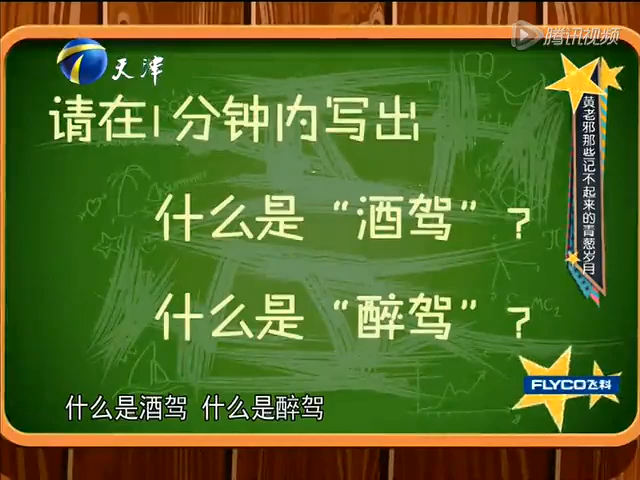 腾讯视频
天津
请在1分钟内写出
什么是“酒驾”?
什么是“醉驾”?
黄老邪那些记不起来的青葱岁月
FLYCO飞科
什么是酒驾 什么是醉驾